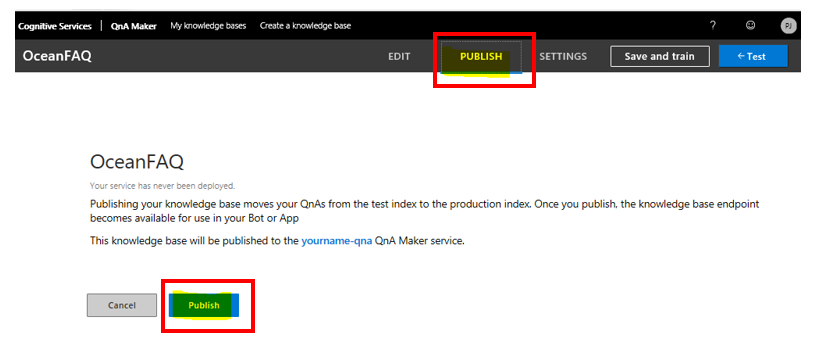 Cognitive Services | QnA Maker My knowledge bases Create a knowledge base ? PJ
OceanFAQ EDIT PUBLISH SETTINGS Save and train ← Test
OceanFAQ
Your service has never been deployed.
Publishing your knowledge base moves your QnAs from the test index to the production index. Once you publish, the knowledge base endpoint
becomes available for use in your Bot or App
This knowledge base will be published to the yourname-qna QnA Maker service.
Cancel Publish